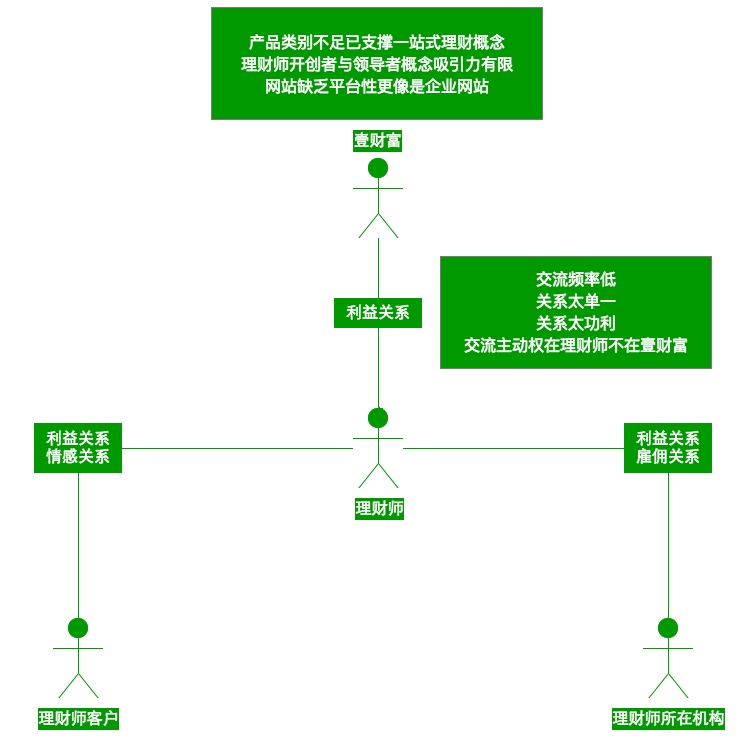 产品类别不足已支撑一站式理财概念
理财师开创者与领导者概念吸引力有限
网站缺乏平台性更像是企业网站
壹财富
交流频率低
关系太单一
关系太功利
交流主动权在理财师不在壹财富
利益关系
利益关系
情感关系
利益关系
雇佣关系
理财师
理财师客户
理财师所在机构